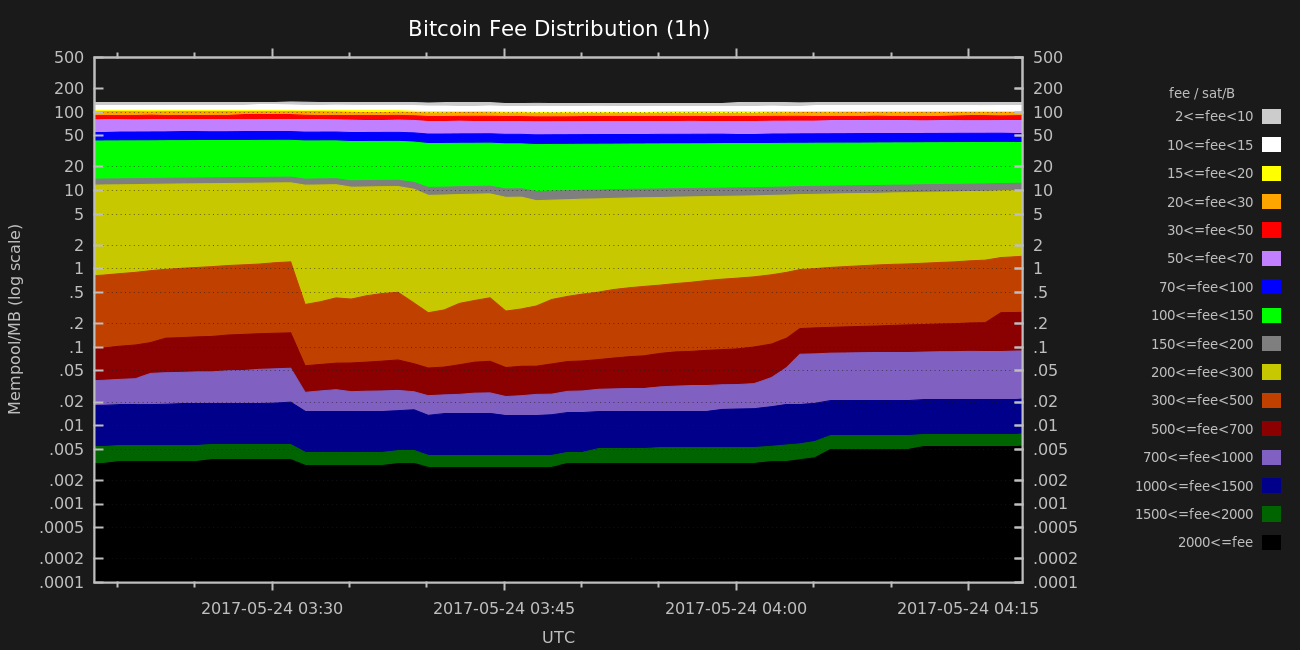 Bitcoin Fee Distribution (1h)
500
200
100
50
20
10
5
2
1
.5
.2
.1
.05
.02
.01
.005
.002
.001
.0005
.0002
.0001
Mempool/MB (log scale)
500
200
100
50
20
10
5
2
1
.5
.2
.1
.05
.02
.01
.005
.002
.001
.0005
.0002
.0001
2017-05-24 03:30 2017-05-24 03:45 2017-05-24 04:00 2017-05-24 04:15
UTC
fee / sat/B
2<=fee<10
10<=fee<15
15<=fee<20
20<=fee<30
30<=fee<50
50<=fee<70
70<=fee<100
100<=fee<150
150<=fee<200
200<=fee<300
300<=fee<500
500<=fee<700
700<=fee<1000
1000<=fee<1500
1500<=fee<2000
2000<=fee